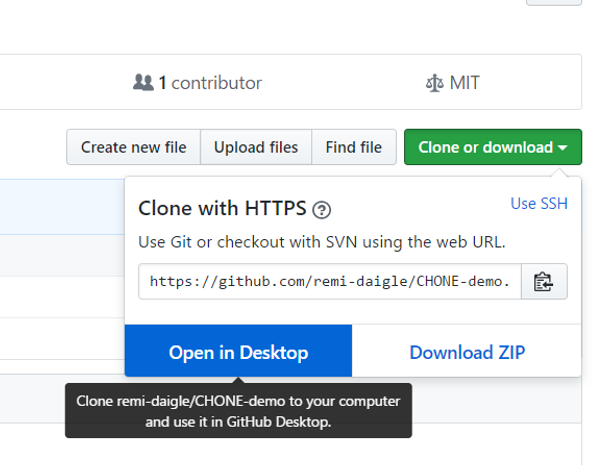 1 contributor
MIT
Create new file
Upload files
Find file
Clone or download
Clone with HTTPS ?
Use SSH
Use Git or checkout with SVN using the web URL.
https://github.com/remi-daigle/CHONE-demo.
Open in Desktop
Download ZIP
Clone remi-daigle/CHONE-demo to your computer
and use it in GitHub Desktop.